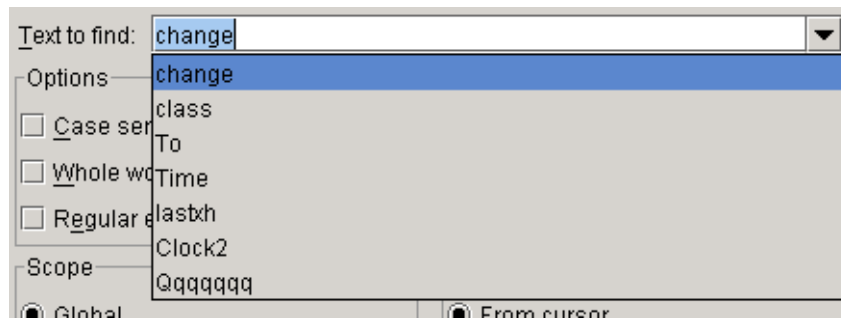 Text to find: change
Options change
class
Case ser
To
Whole wo
Time
Regular e lastxh
Clock2
Scope
Qqqqqqq
Global From cursor